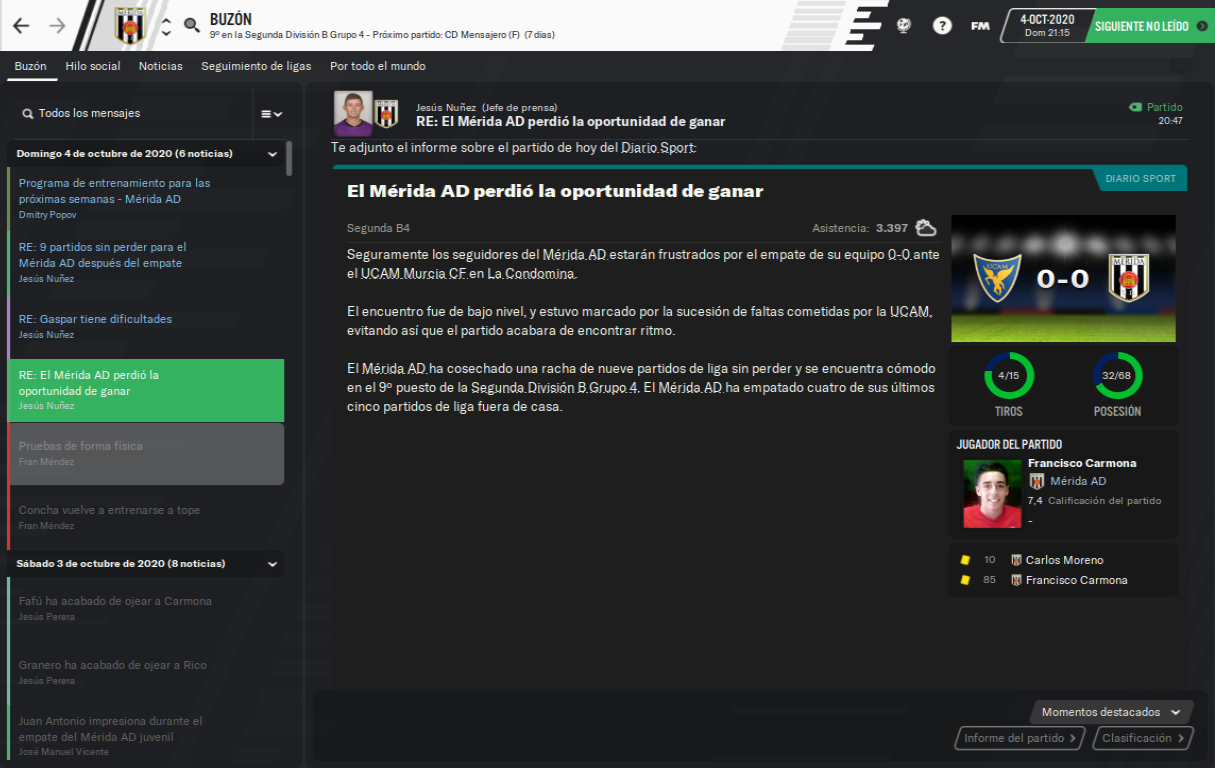 BUZÓN
9º en la Segunda División B Grupo 4 - Próximo partido: CD Mensajero (F) (7 días)
FM
4-OCT-2020
Dom 21:15
SIGUIENTE NO LEÍDO
Buzón
Hilo social
Noticias
Seguimiento de ligas
Por todo el mundo
Todos los mensajes
Domingo 4 de octubre de 2020 (6 noticias)
Programa de entrenamiento para las
próximas semanas - Mérida AD
Dmitry Popov
RE: 9 partidos sin perder para el
Mérida AD después del empate
Jesús Nuñez
RE: Gaspar tiene dificultades
Jesús Nuñez
RE: El Mérida AD perdió la
oportunidad de ganar
Jesús Nuñez
Pruebas de forma física
Fran Méndez
Concha vuelve a entrenarse a tope
Fran Méndez
Sábado 3 de octubre de 2020 (8 noticias)
Fafú ha acabado de ojear a Carmona
Jesús Perera
Granero ha acabado de ojear a Rico
Jesús Perera
Juan Antonio impresiona durante el
empate del Mérida AD juvenil
José Manuel Vicente
Jesús Nuñez (Jefe de prensa)
RE: El Mérida AD perdió la oportunidad de ganar
Partido
20:47
Te adjunto el informe sobre el partido de hoy del Diario Sport:
DIARIO SPORT
El Mérida AD perdió la oportunidad de ganar
Segunda B4
Asistencia: 3.397
Seguramente los seguidores del Mérida AD estarán frustrados por el empate de su equipo 0-0 ante
el UCAM Murcia CF en La Condomina.
El encuentro fue de bajo nivel, y estuvo marcado por la sucesión de faltas cometidas por la UCAM,
evitando así que el partido acabara de encontrar ritmo.
El Mérida AD ha cosechado una racha de nueve partidos de liga sin perder y se encuentra cómodo
en el 9º puesto de la Segunda División B Grupo 4. El Mérida AD ha empatado cuatro de sus últimos
cinco partidos de liga fuera de casa.
UCAM
0-0
MÉRIDA
4/15
32/68
TIROS
POSESIÓN
JUGADOR DEL PARTIDO
Francisco Carmona
Mérida AD
7,4 Calificación del partido
-
10 Carlos Moreno
85 Francisco Carmona
Momentos destacados
Informe del partido
Clasificación